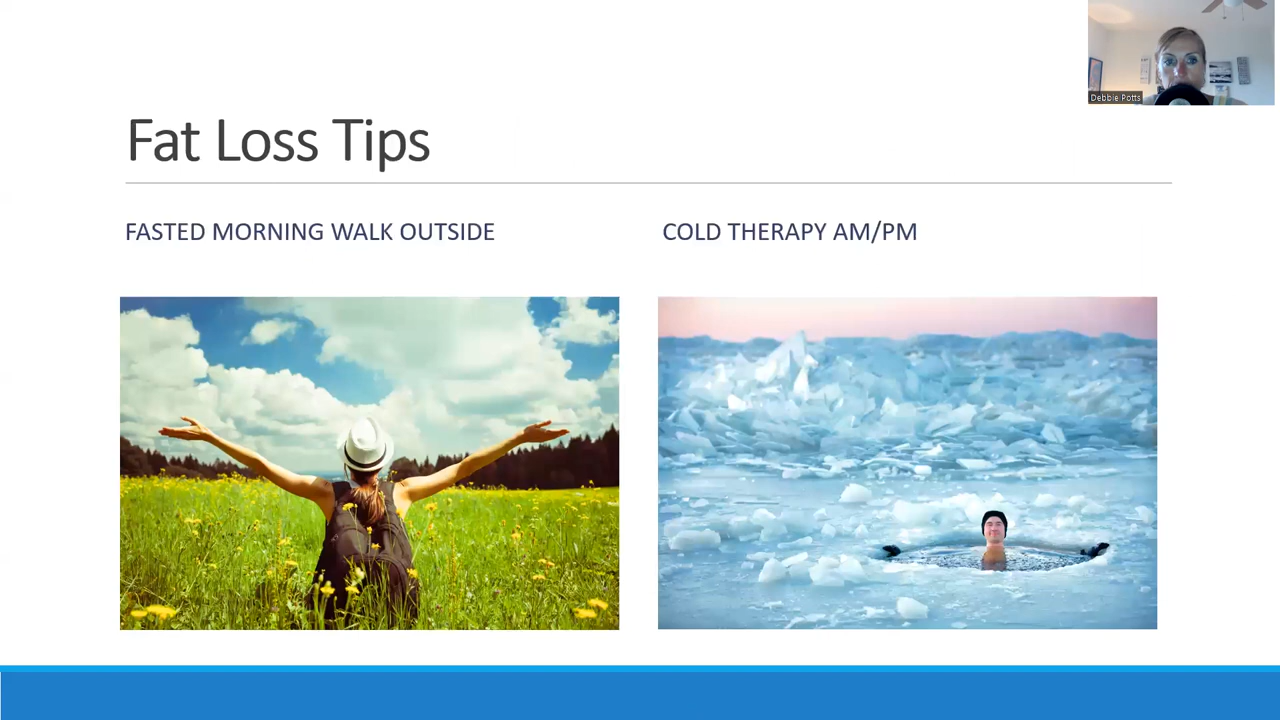 Debbie Potts
Fat Loss Tips
FASTED MORNING WALK OUTSIDE
COLD THERAPY AM/PM